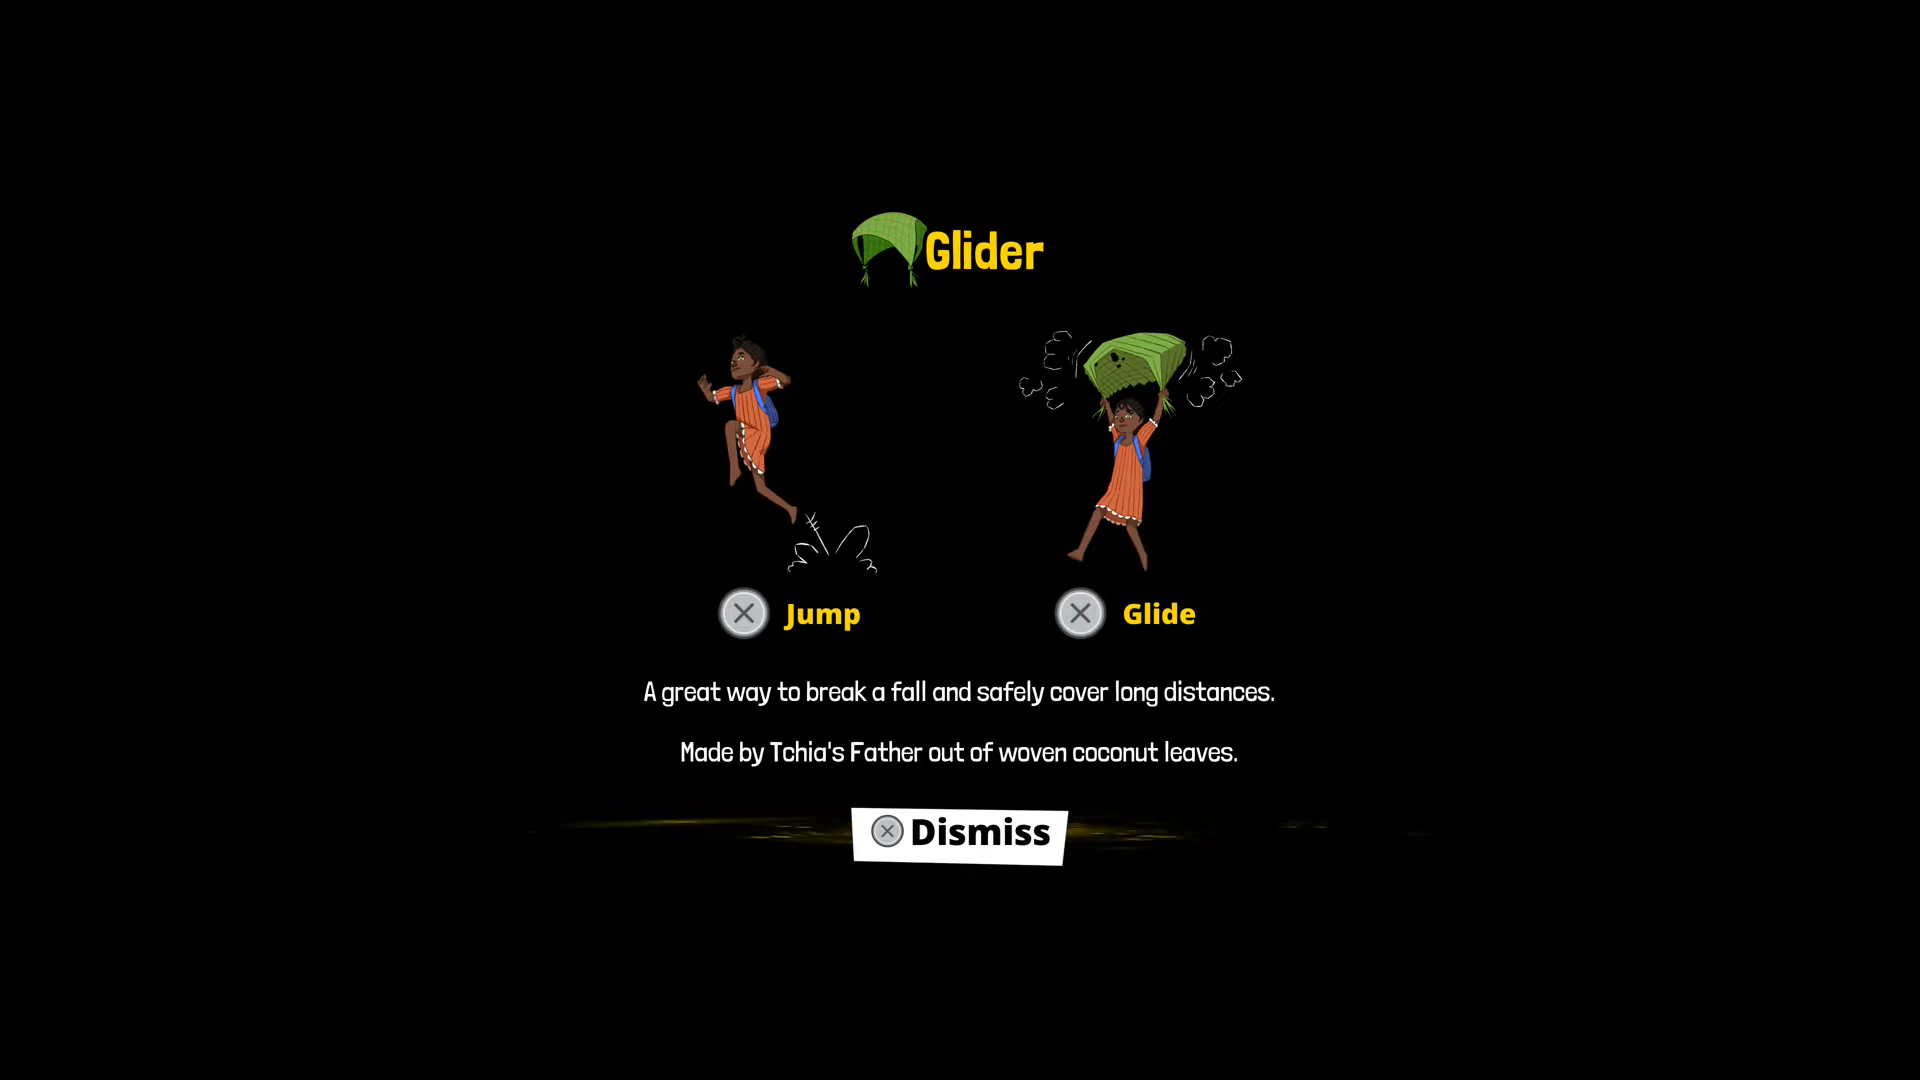 Glider
Jump
Glide
A great way to break a fall and safely cover long distances.
Made by Tchia's Father out of woven coconut leaves.
Dismiss